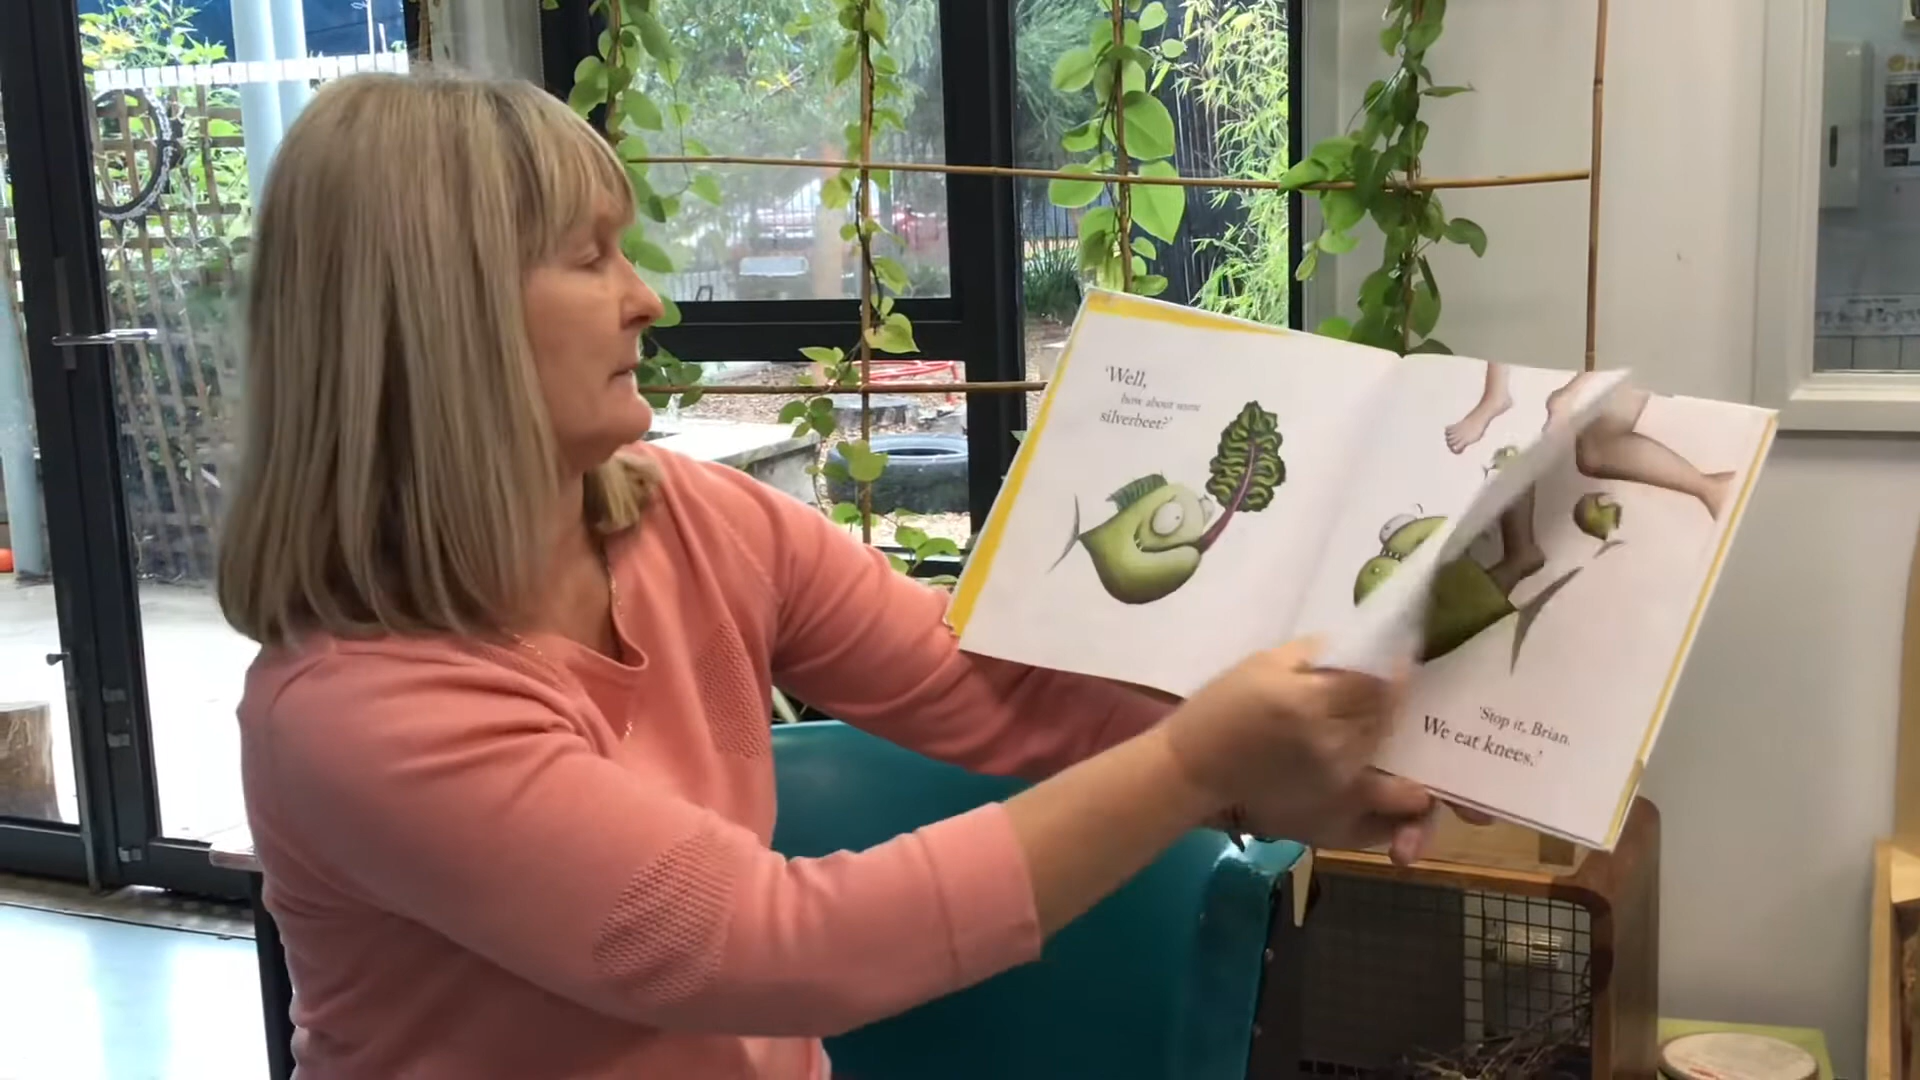 'Well,
how about some
silverbeet?'
'Stop it, Brian.
We eat knees.'